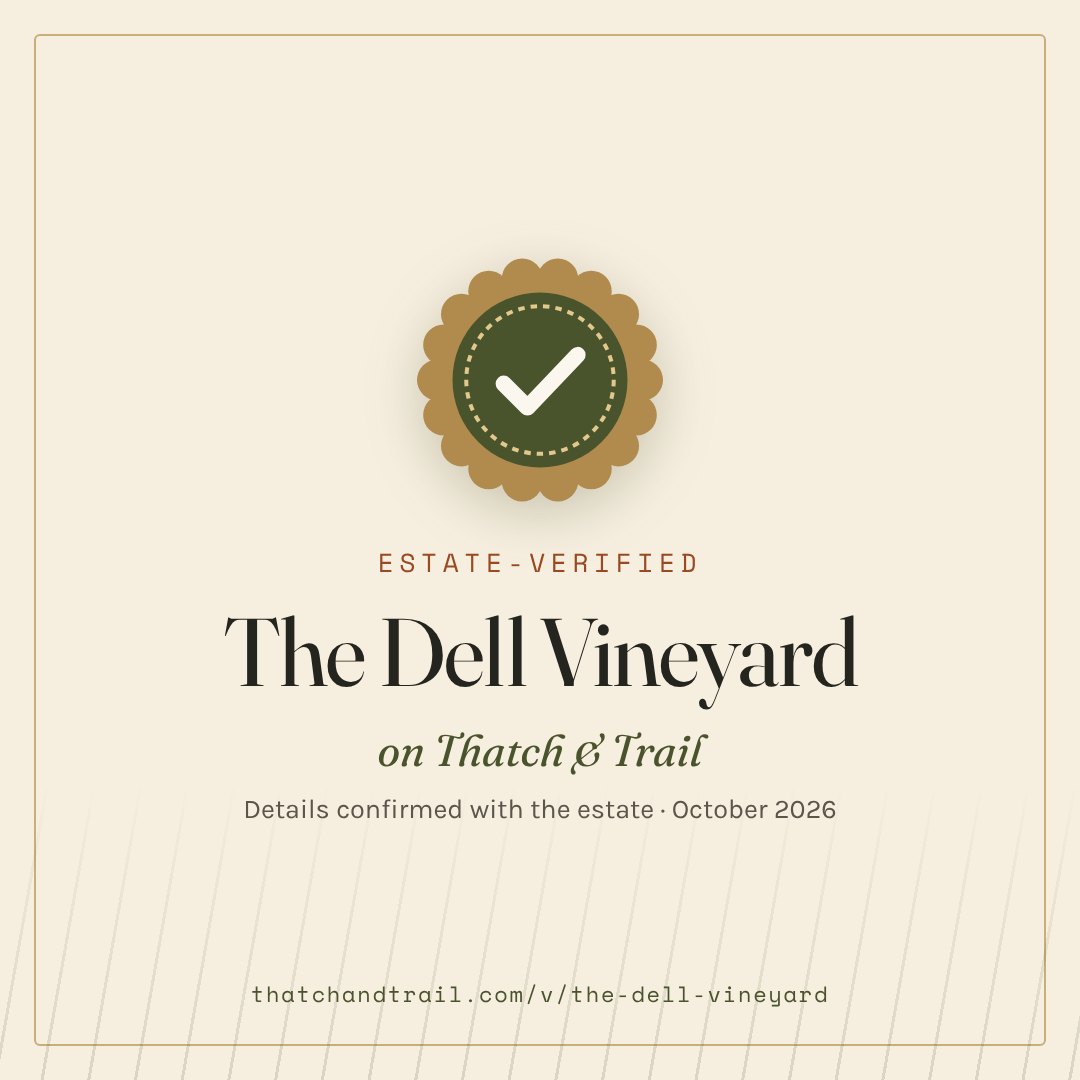 ESTATE-VERIFIED
The Dell Vineyard
on Thatch & Trail
Details confirmed with the estate · October 2026
thatchandtrail.com/v/the-dell-vineyard